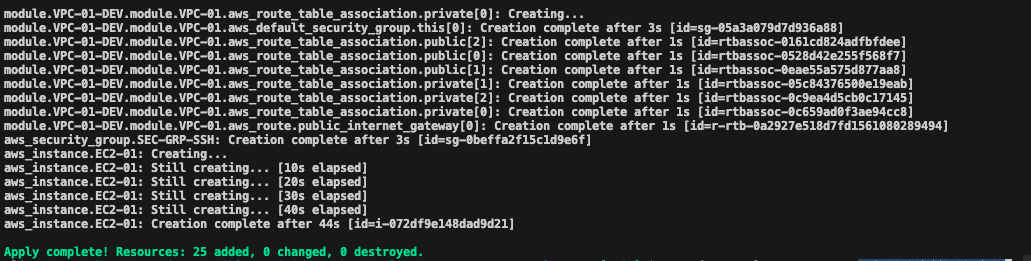 module.VPC-01-DEV.module.VPC-01.aws_route_table_association.private[0]: Creating...
module.VPC-01-DEV.module.VPC-01.aws_default_security_group.this[0]: Creation complete after 3s [id=sg-05a3a079d7d936a88]
module.VPC-01-DEV.module.VPC-01.aws_route_table_association.public[2]: Creation complete after 1s [id=rtbassoc-0161cd824adfbfdee]
module.VPC-01-DEV.module.VPC-01.aws_route_table_association.public[0]: Creation complete after 1s [id=rtbassoc-0528d42e255f568f7]
module.VPC-01-DEV.module.VPC-01.aws_route_table_association.public[1]: Creation complete after 1s [id=rtbassoc-0eae55a575d877aa8]
module.VPC-01-DEV.module.VPC-01.aws_route_table_association.private[1]: Creation complete after 1s [id=rtbassoc-05c84376500e19eab]
module.VPC-01-DEV.module.VPC-01.aws_route_table_association.private[2]: Creation complete after 1s [id=rtbassoc-0c9ea4d5cb0c17145]
module.VPC-01-DEV.module.VPC-01.aws_route_table_association.private[0]: Creation complete after 1s [id=rtbassoc-0c659ad0f3ae94cc8]
module.VPC-01-DEV.module.VPC-01.aws_route.public_internet_gateway[0]: Creation complete after 1s [id=r-rtb-0a2927e518d7fd1561080289494]
aws_security_group.SEC-GRP-SSH: Creation complete after 3s [id=sg-0beffa2f15c1d9e6f]
aws_instance.EC2-01: Creating...
aws_instance.EC2-01: Still creating... [10s elapsed]
aws_instance.EC2-01: Still creating... [20s elapsed]
aws_instance.EC2-01: Still creating... [30s elapsed]
aws_instance.EC2-01: Still creating... [40s elapsed]
aws_instance.EC2-01: Creation complete after 44s [id=i-072df9e148dad9d21]
Apply complete! Resources: 25 added, 0 changed, 0 destroyed.